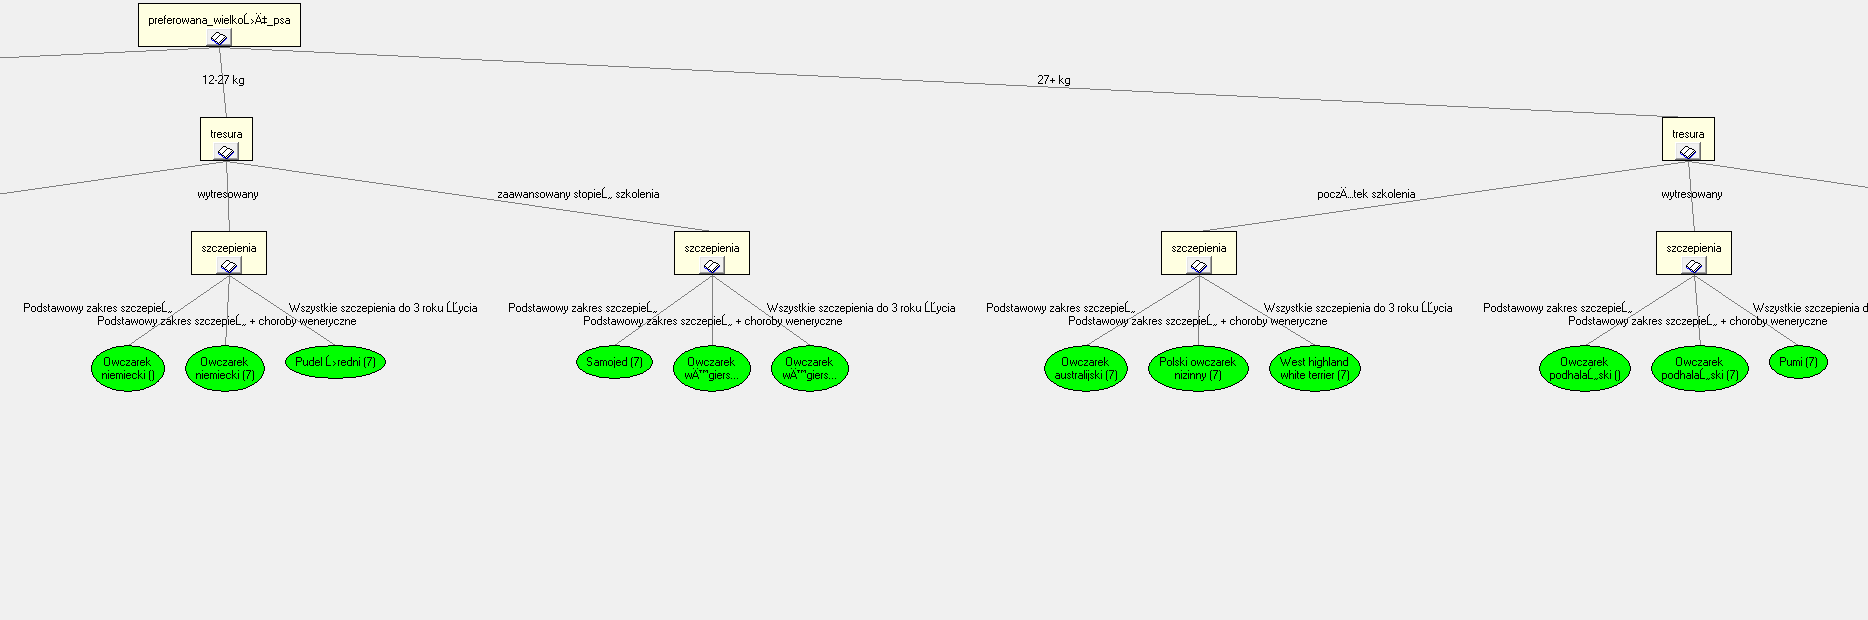 preferowana_wielkoĹ›Ä‡_psa
12-27 kg
27+ kg
tresura
tresura
wytresowany
zaawansowany stopieĹ„ szkolenia
poczÄ…tek szkolenia
wytresowany
szczepienia
szczepienia
szczepienia
szczepienia
Podstawowy zakres szczepieĹ„
Wszystkie szczepienia do 3 roku ĹĽycia
Podstawowy zakres szczepieĹ„
Wszystkie szczepienia do 3 roku ĹĽycia
Podstawowy zakres szczepieĹ„
Wszystkie szczepienia do 3 roku ĹĽycia
Podstawowy zakres szczepieĹ„
Wszystkie szczepienia d
Podstawowy zakres szczepieĹ„ + choroby weneryczne
Podstawowy zakres szczepieĹ„ + choroby weneryczne
Podstawowy zakres szczepieĹ„ + choroby weneryczne
Podstawowy zakres szczepieĹ„ + choroby weneryczne
Owczarek
niemiecki ()
Owczarek
niemiecki (7)
Pudel Ĺ›redni (7)
Samojed (7)
Owczarek
wÄ™giers...
Owczarek
wÄ™giers...
Owczarek
australijski (7)
Polski owczarek
nizinny (7)
West highland
white terrier (7)
Owczarek
podhalaĹ„ski ()
Owczarek
podhalaĹ„ski (7)
Pumi (7)